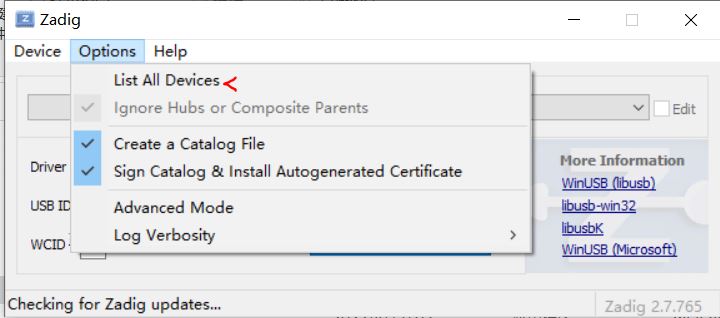 Zadig
Device Options Help
List All Devices
Ignore Hubs or Composite Parents
Edit
Create a Catalog File
Sign Catalog & Install Autogenerated Certificate
Advanced Mode
Log Verbosity
Driver
USB ID
WCID
More Information
WinUSB (libusb)
libusb-win32
libusbK
WinUSB (Microsoft)
Checking for Zadig updates...
Zadig 2.7.765